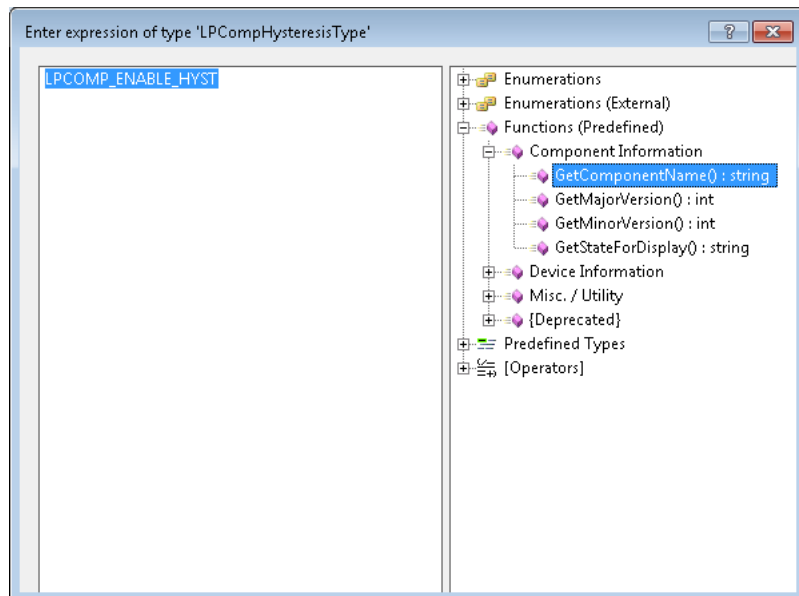 Enter expression of type 'LPCompHysteresisType'
LPCOMP_ENABLE_HYST
Enumerations
Enumerations (External)
Functions (Predefined)
Component Information
GetComponentName() : string
GetMajorVersion() : int
GetMinorVersion() : int
GetStateForDisplay() : string
Device Information
Misc. / Utility
{Deprecated}
Predefined Types
[Operators]